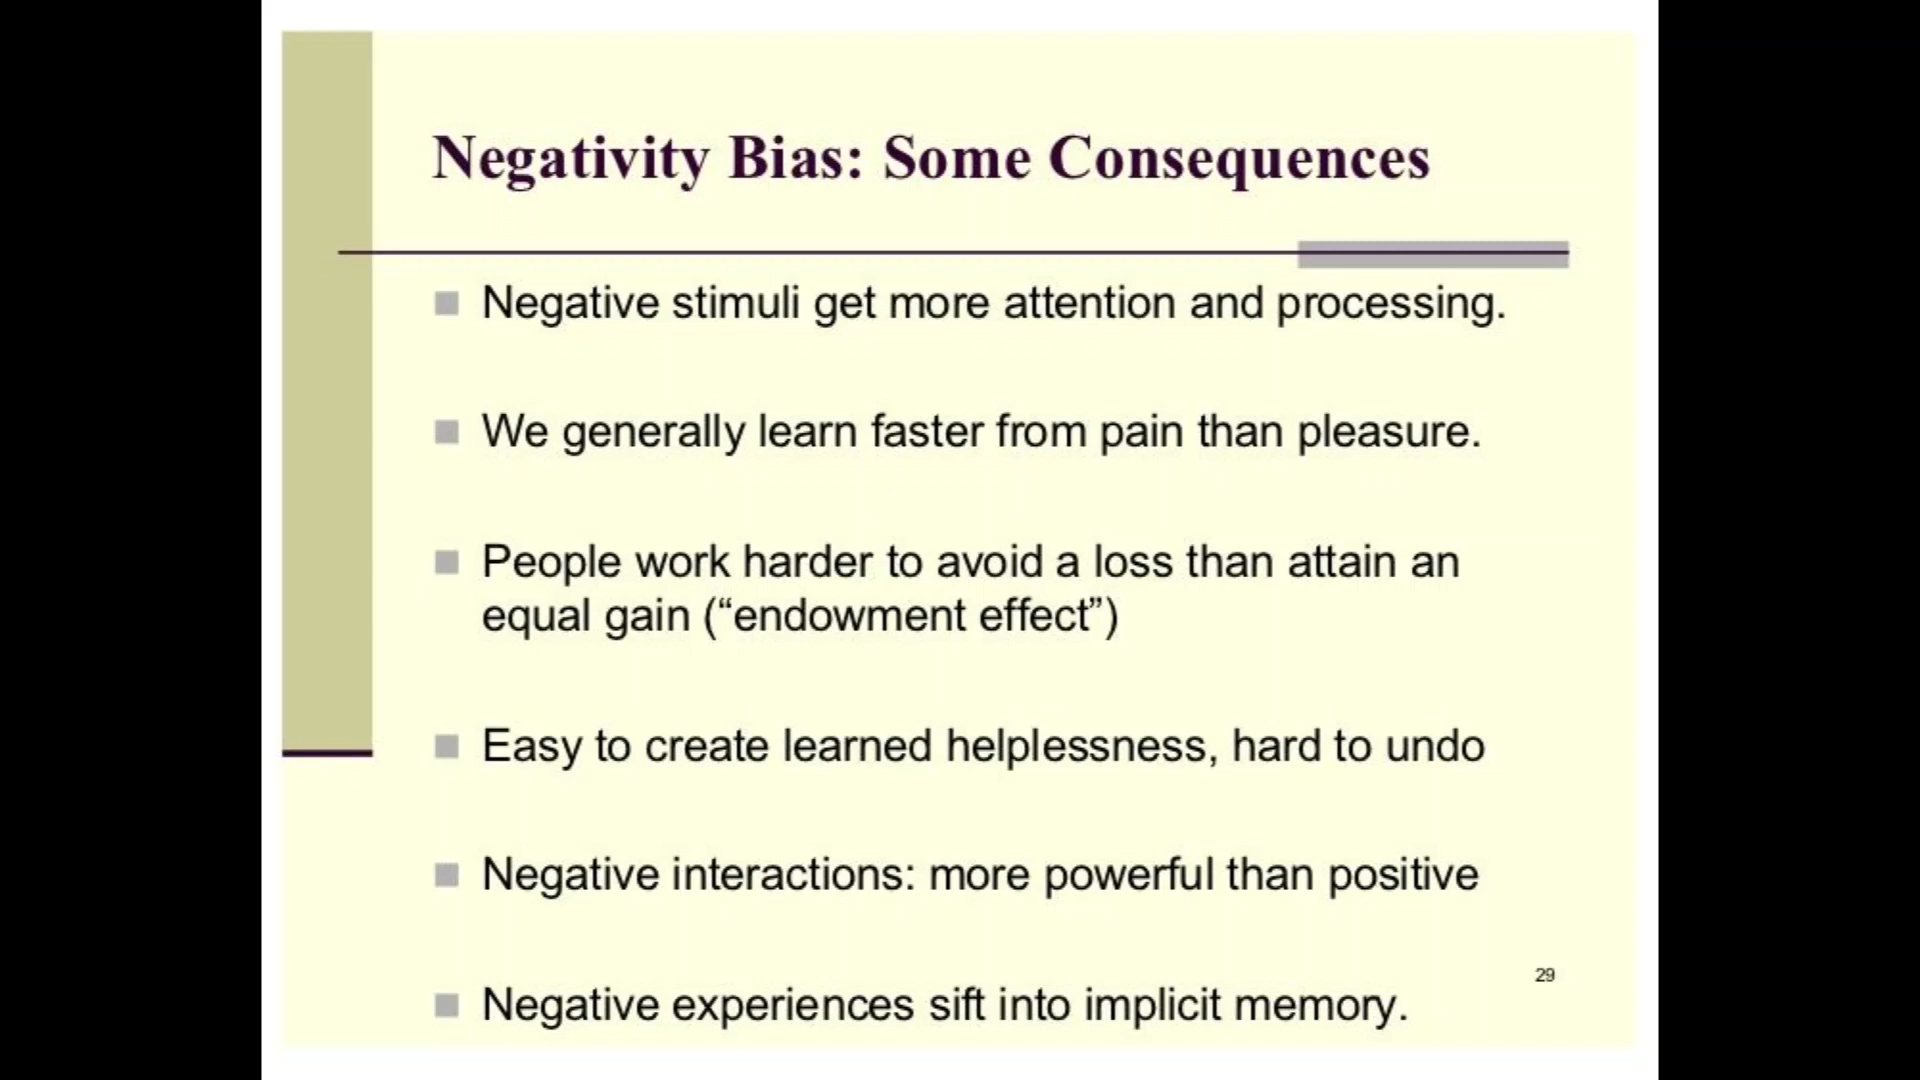 Negativity Bias: Some Consequences
Negative stimuli get more attention and processing.
We generally learn faster from pain than pleasure.
People work harder to avoid a loss than attain an
equal gain (“endowment effect”)
Easy to create learned helplessness, hard to undo
Negative interactions: more powerful than positive
29
Negative experiences sift into implicit memory.